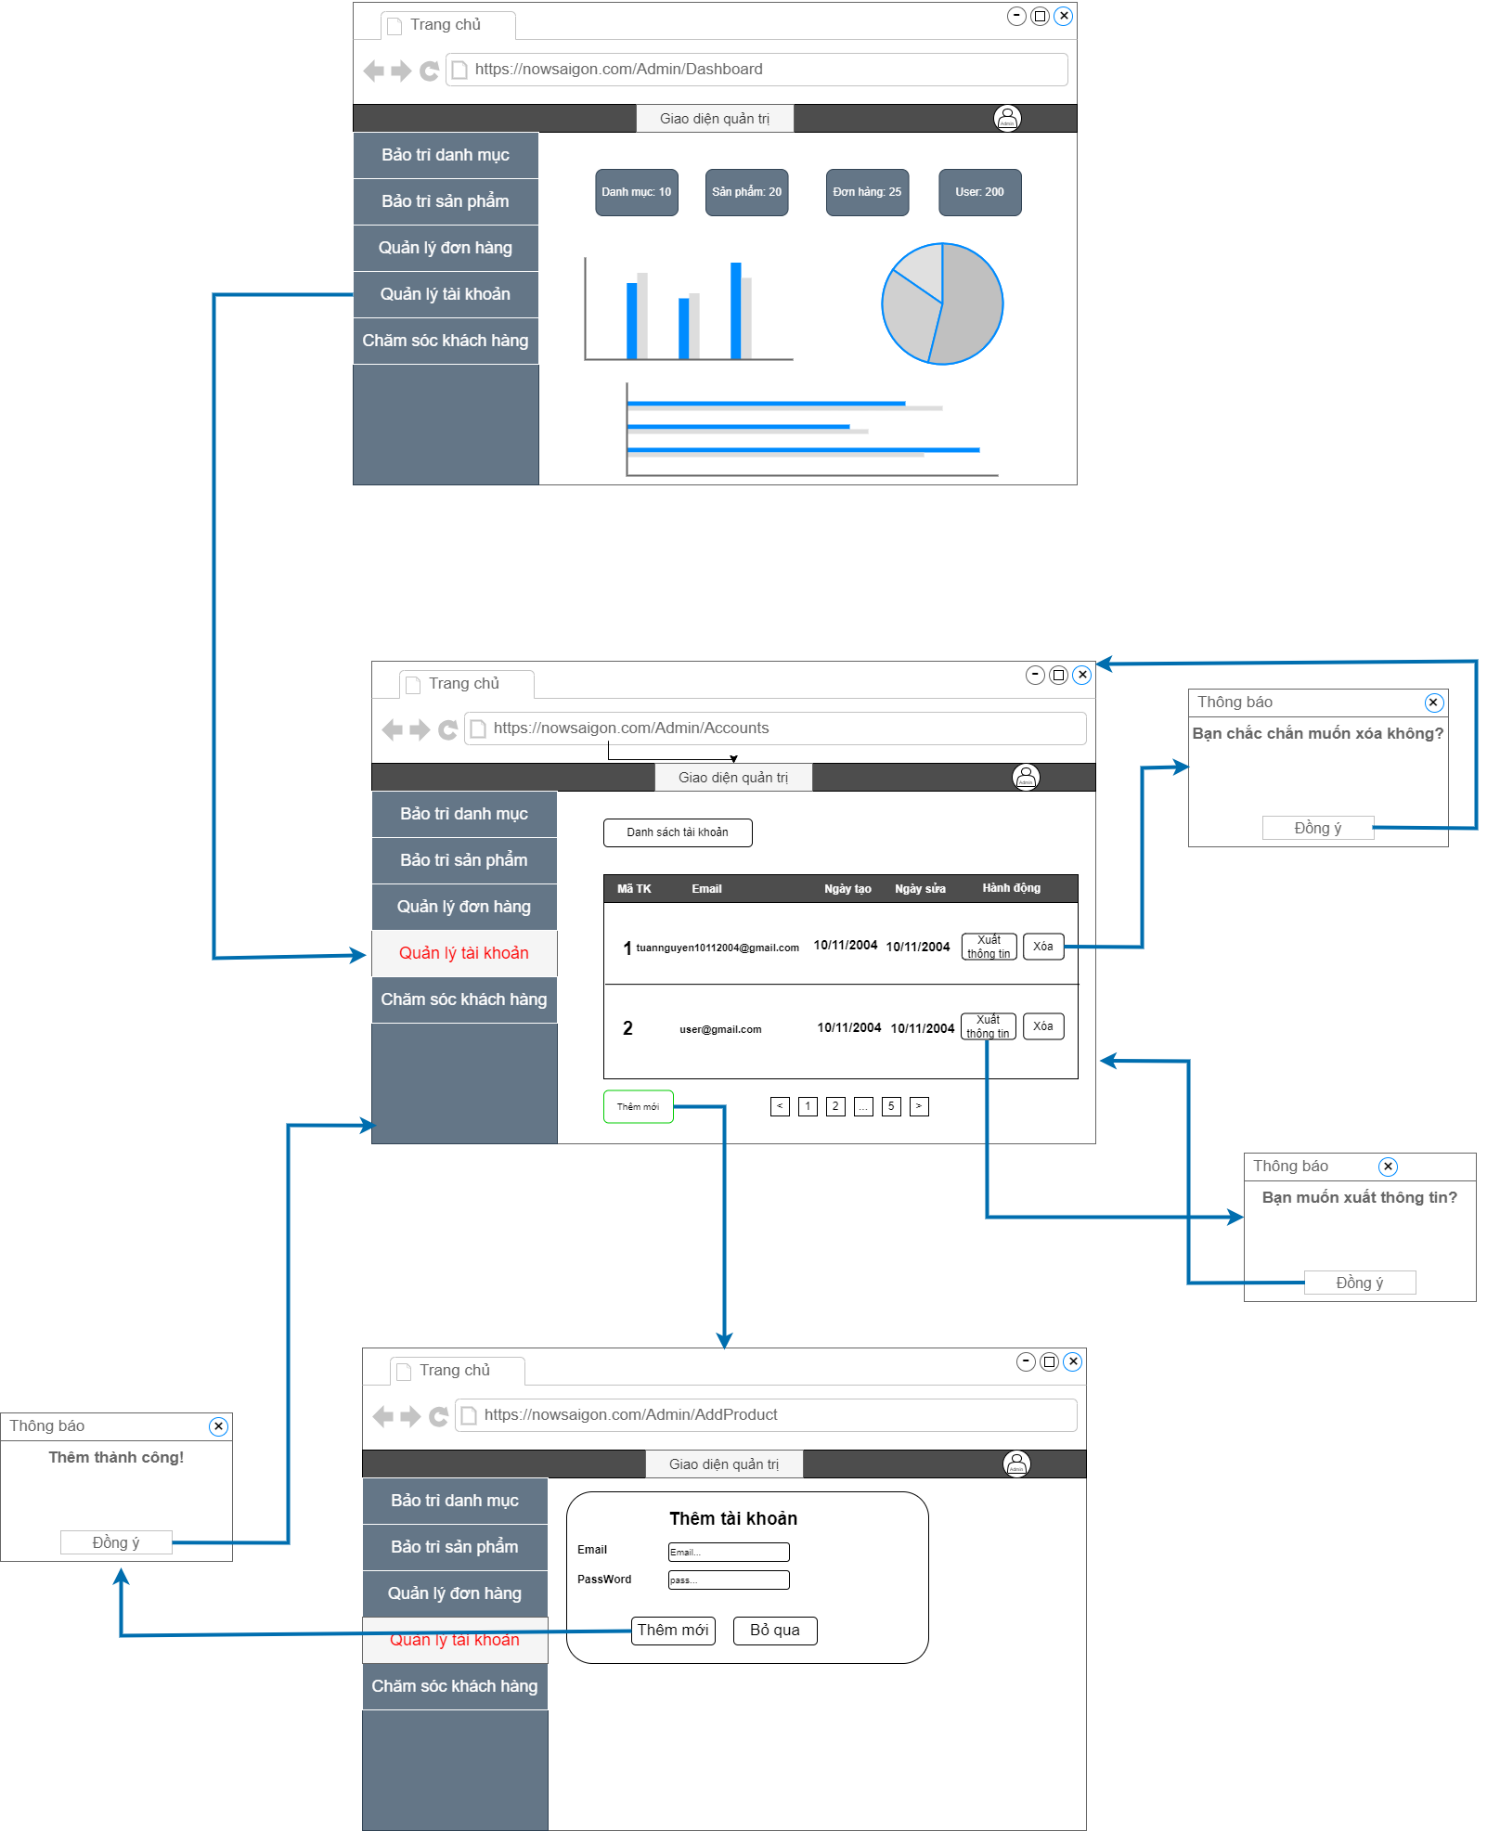 Trang chủ
https://nowsaigon.com/Admin/Dashboard
Giao diện quản trị
Admin
Bảo trì danh mục
Bảo trì sản phẩm
Quản lý đơn hàng
Quản lý tài khoản
Chăm sóc khách hàng
Danh mục: 10
Sản phẩm: 20
Đơn hàng: 25
User: 200
Trang chủ
https://nowsaigon.com/Admin/Accounts
Giao diện quản trị
Admin
Bảo trì danh mục
Bảo trì sản phẩm
Quản lý đơn hàng
Quản lý tài khoản
Chăm sóc khách hàng
Danh sách tài khoản
Mã TK Email Ngày tạo Ngày sửa Hành động
1 tuannguyen10112004@gmail.com 10/11/2004 10/11/2004 Xuất thông tin Xóa
2 user@gmail.com 10/11/2004 10/11/2004 Xuất thông tin Xóa
Thêm mới
< 1 2 ... 5 >
Thông báo
Bạn chắc chắn muốn xóa không?
Đồng ý
Thông báo
Bạn muốn xuất thông tin?
Đồng ý
Trang chủ
https://nowsaigon.com/Admin/AddProduct
Giao diện quản trị
Admin
Bảo trì danh mục
Bảo trì sản phẩm
Quản lý đơn hàng
Quản lý tài khoản
Chăm sóc khách hàng
Thêm tài khoản
Email Email...
PassWord pass...
Thêm mới Bỏ qua
Thông báo
Thêm thành công!
Đồng ý